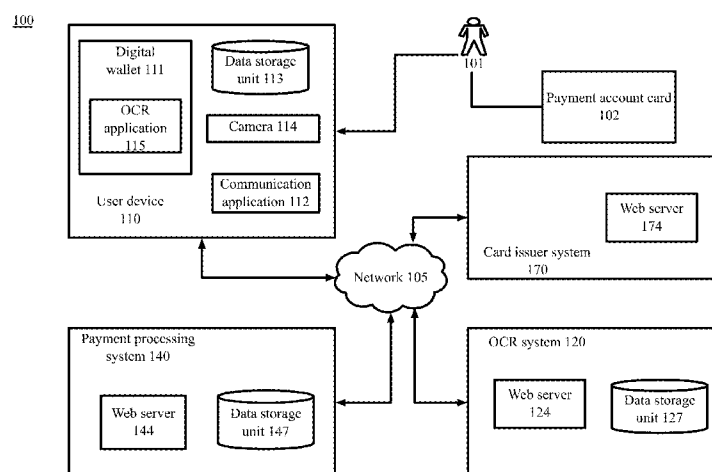 100
Digital
wallet 111
OCR
application
115
Data storage
unit 113
Camera 114
Communication
application 112
User device
110
101
Payment account card
102
Web server
174
Card issuer system
170
Network 105
Payment processing
system 140
Web server
144
Data storage
unit 147
OCR system 120
Web server
124
Data storage
unit 127